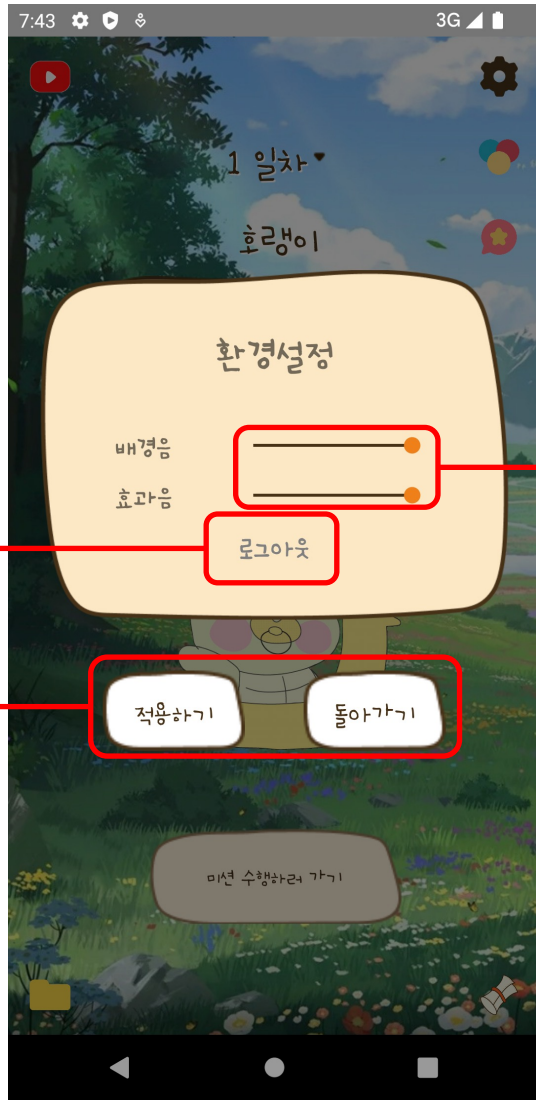 7:43 3G
1 일차
호랭이
환경설정
배경음
효과음
로그아웃
적용하기 돌아가기
미션 수행하러 가기